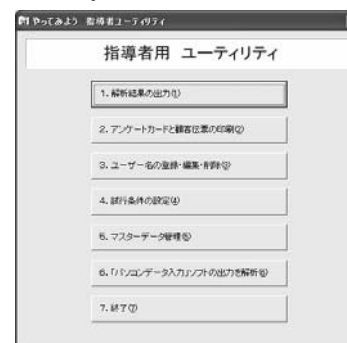 やってみよう 指導者ユーティリティ
指導者用 ユーティリティ
1. 解析結果の出力(1)
2. アンケートカードと顧客伝票の印刷(2)
3. ユーザー名の登録・編集・削除(3)
4. 試行条件の設定(4)
5. マスターデータ管理(5)
6. 「パソコンデータ入力」ソフトの出力を解析(6)
7. 終了(7)